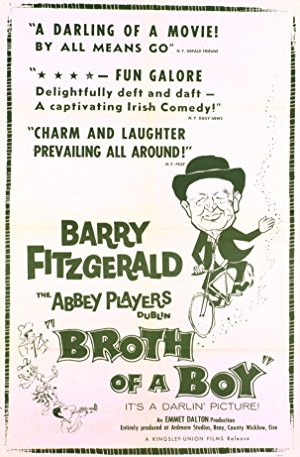 "A DARLING OF A MOVIE!
BY ALL MEANS GO"
N.Y. HERALD TRIBUNE
"★ ★ ★ ★ — FUN GALORE
Delightfully deft and daft —
A captivating Irish Comedy!"
N.Y. DAILY NEWS
"CHARM AND LAUGHTER
PREVAILING ALL AROUND!"
N.Y. POST
BARRY
FITZGERALD
THE ABBEY PLAYERS
DUBLIN
"BROTH
OF A BOY"
IT'S A DARLIN' PICTURE!
An EMMET DALTON Production
Entirely produced at Ardmore Studios, Bray, County Wicklow, Eire
A KINGSLEY-UNION FILMS Release